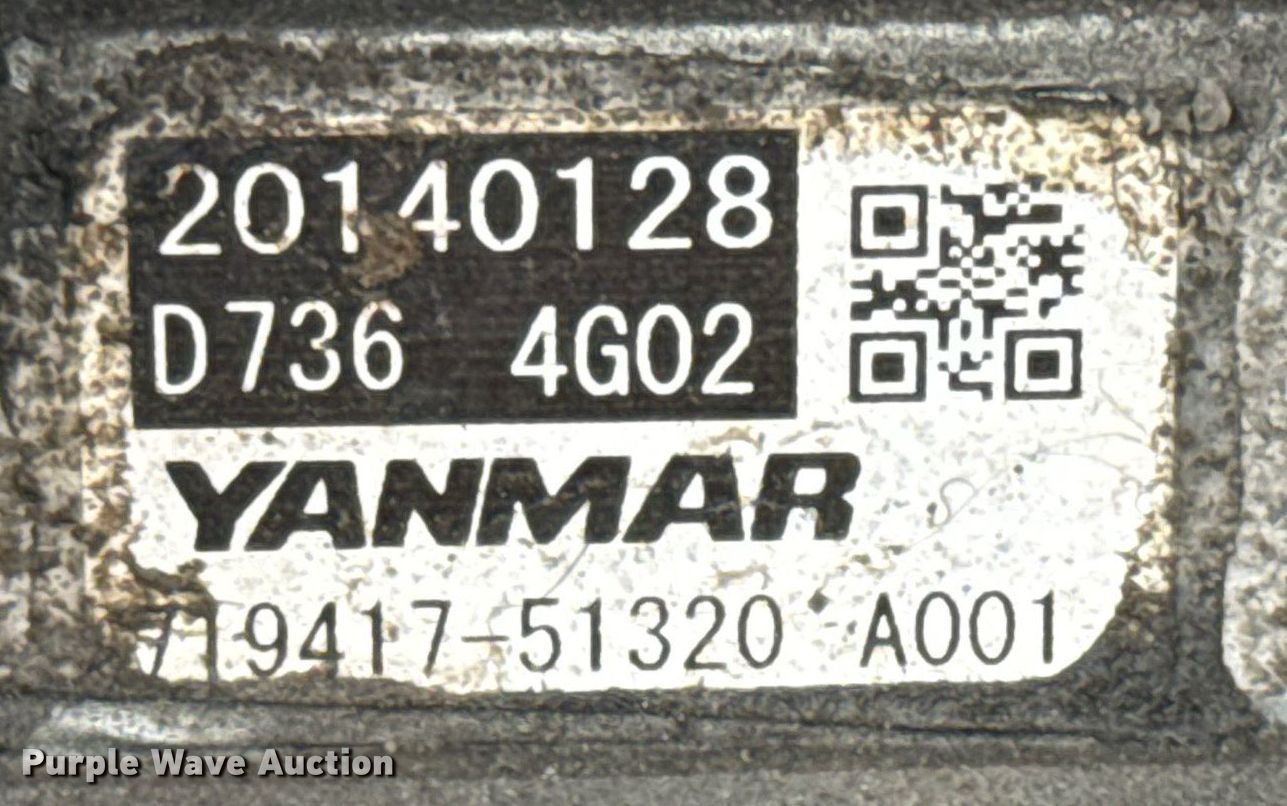 20140128
D736 4G02
YANMAR
719417-51320 A001
Purple Wave Auction